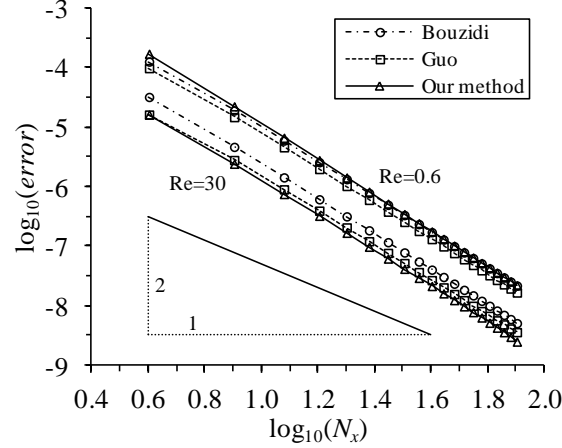 Bouzidi
Guo
Our method
-3
-4
-5
-6
-7
-8
-9
log10(error)
Re=0.6
Re=30
2
1
0.4 0.6 0.8 1.0 1.2 1.4 1.6 1.8 2.0
log10(Nx)